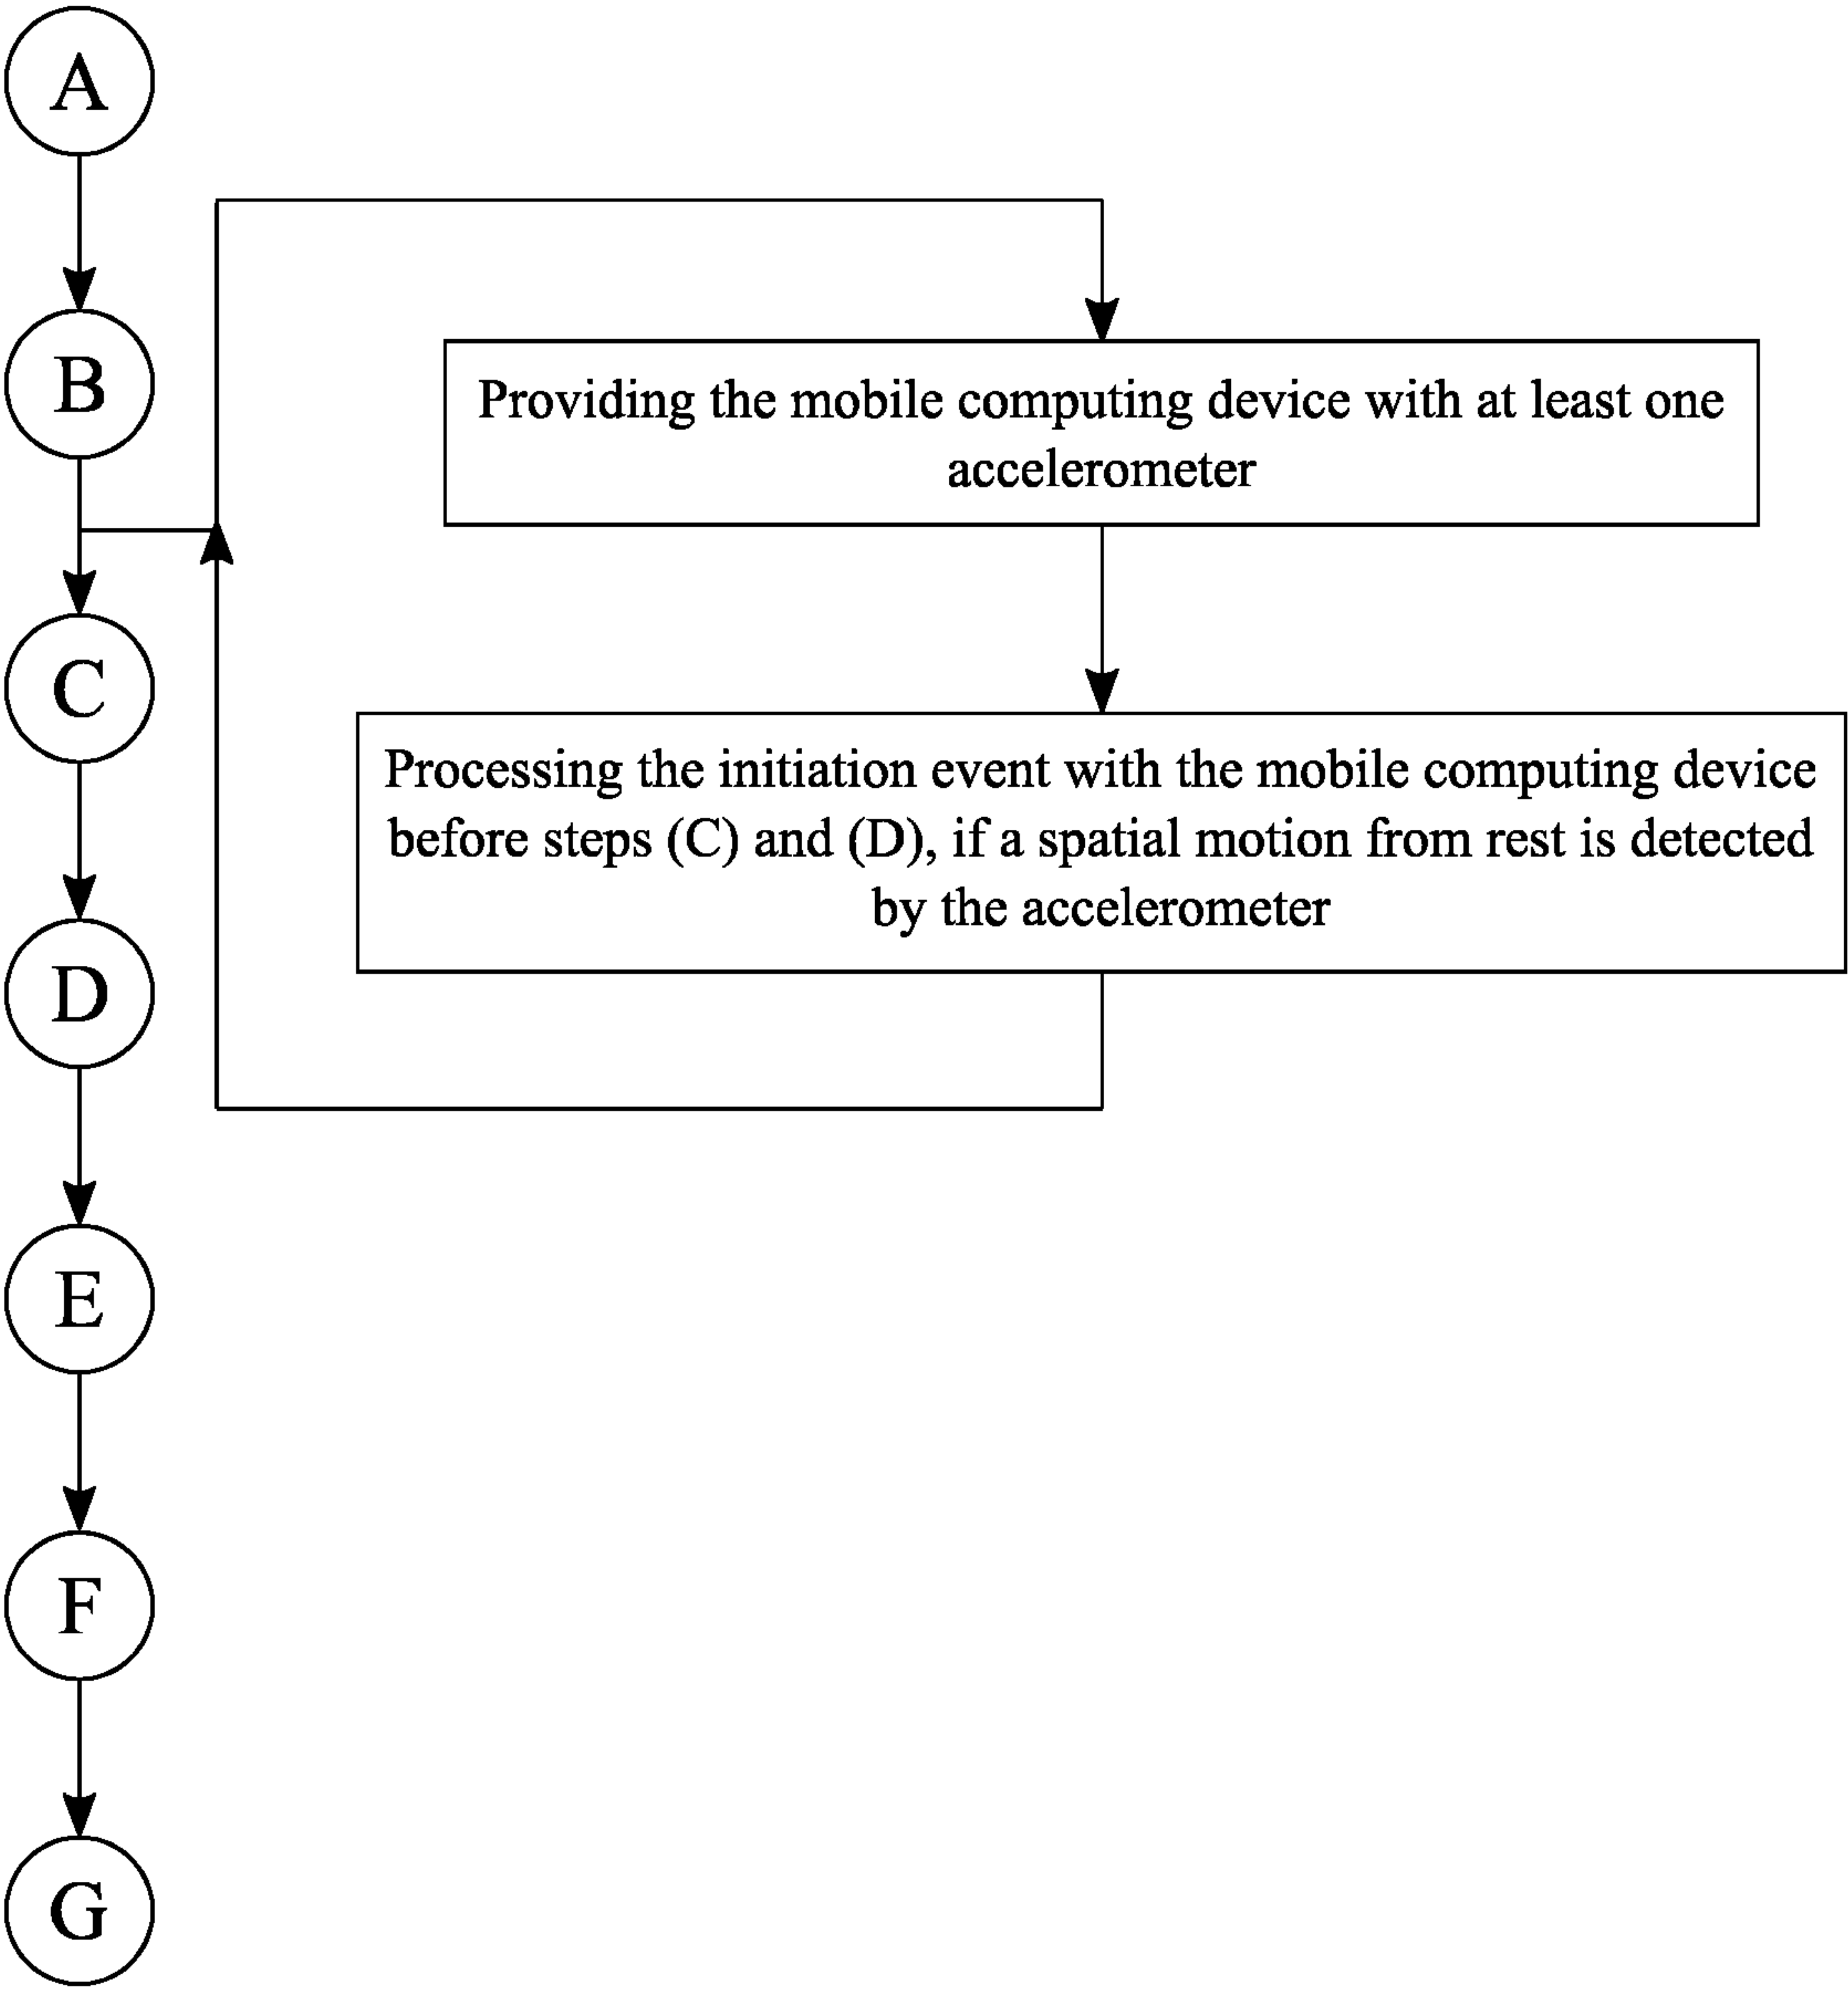 A
B
Providing the mobile computing device with at least one
accelerometer
C
Processing the initiation event with the mobile computing device
before steps (C) and (D), if a spatial motion from rest is detected
by the accelerometer
D
E
F
G